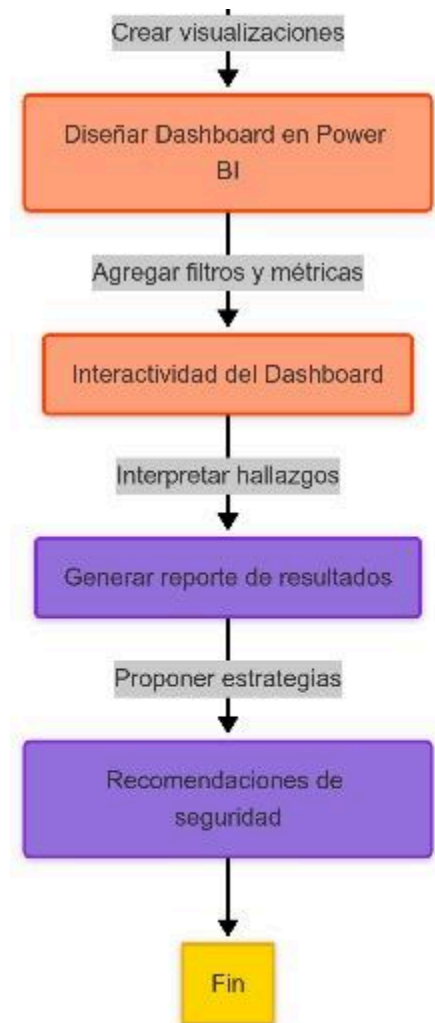 Crear visualizaciones
Diseñar Dashboard en Power
BI
Agregar filtros y métricas
Interactividad del Dashboard
Interpretar hallazgos
Generar reporte de resultados
Proponer estrategias
Recomendaciones de
seguridad
Fin